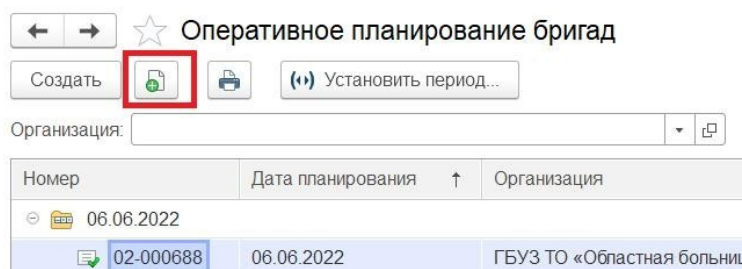 Оперативное планирование бригад
Создать Установить период...
Организация:
Номер Дата планирования Организация
06.06.2022
02-000688 06.06.2022 ГБУЗ ТО «Областная больни